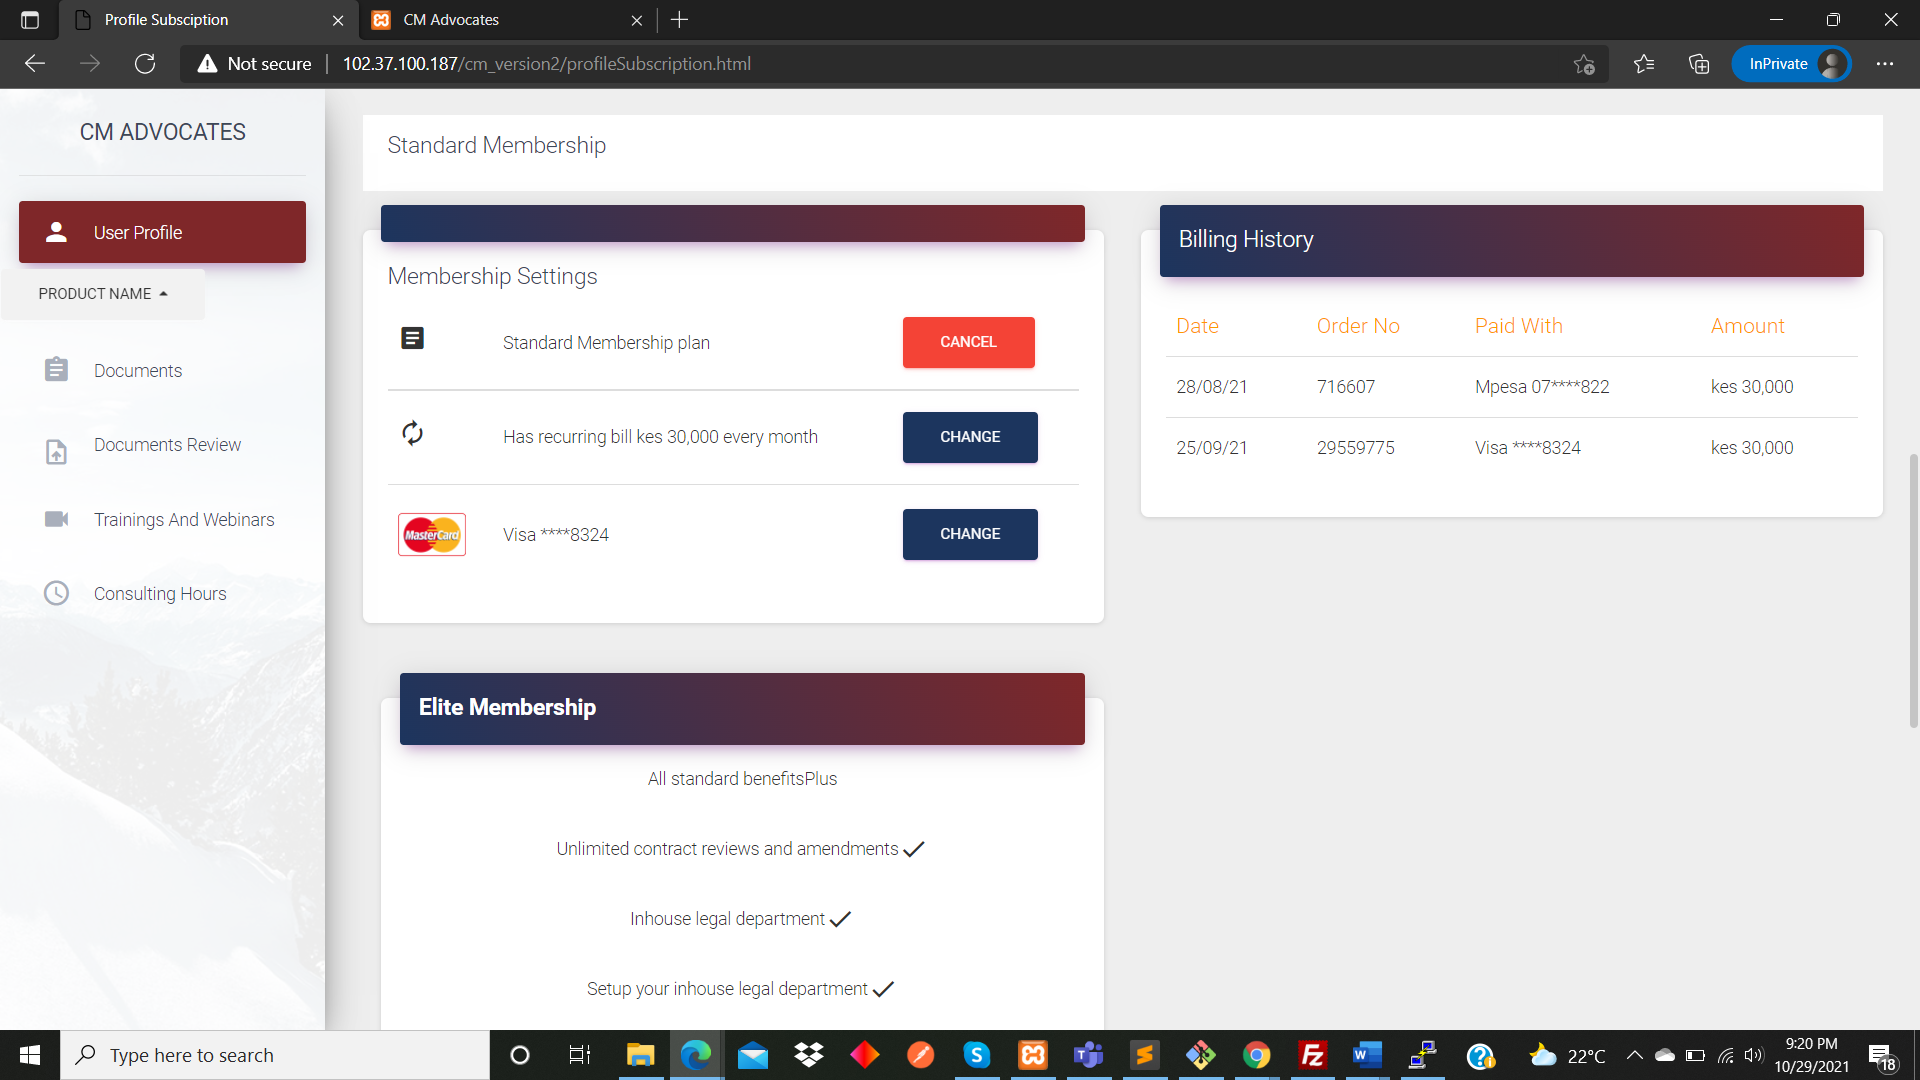 Profile Subsciption
CM Advocates
Not secure
102.37.100.187/cm_version2/profileSubscription.html
InPrivate
CM ADVOCATES
User Profile
PRODUCT NAME
Documents
Documents Review
Trainings And Webinars
Consulting Hours
Standard Membership
Membership Settings
Standard Membership plan
CANCEL
Has recurring bill kes 30,000 every month
CHANGE
MasterCard
Visa ****8324
CHANGE
Billing History
Date Order No Paid With Amount
28/08/21 716607 Mpesa 07****822 kes 30,000
25/09/21 29559775 Visa ****8324 kes 30,000
Elite Membership
All standard benefitsPlus
Unlimited contract reviews and amendments
Inhouse legal department
Setup your inhouse legal department
Type here to search
22°C
9:20 PM
10/29/2021
18